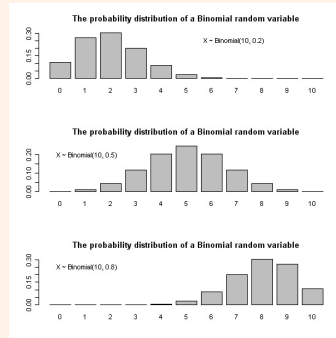 The probability distribution of a Binomial random variable
X ~ Binomial(10, 0.2)
0.30
0.15
0.00
0 1 2 3 4 5 6 7 8 9 10
The probability distribution of a Binomial random variable
X ~ Binomial(10, 0.5)
0.20
0.10
0.00
0 1 2 3 4 5 6 7 8 9 10
The probability distribution of a Binomial random variable
X ~ Binomial(10, 0.8)
0.30
0.15
0.00
0 1 2 3 4 5 6 7 8 9 10